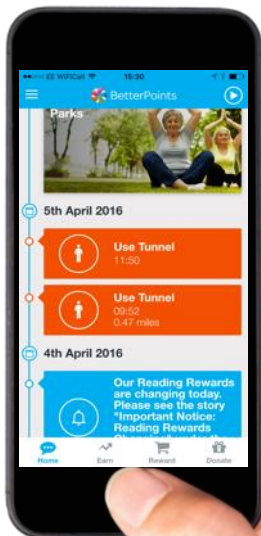 EE WiFiCall 15:30
BetterPoints
Parks
5th April 2016
Use Tunnel
11:50
Use Tunnel
09:52
0.47 miles
4th April 2016
Our Reading Rewards
are changing today.
Please see the story
"Important Notice:
Reading Rewards
Home Earn Reward Donate